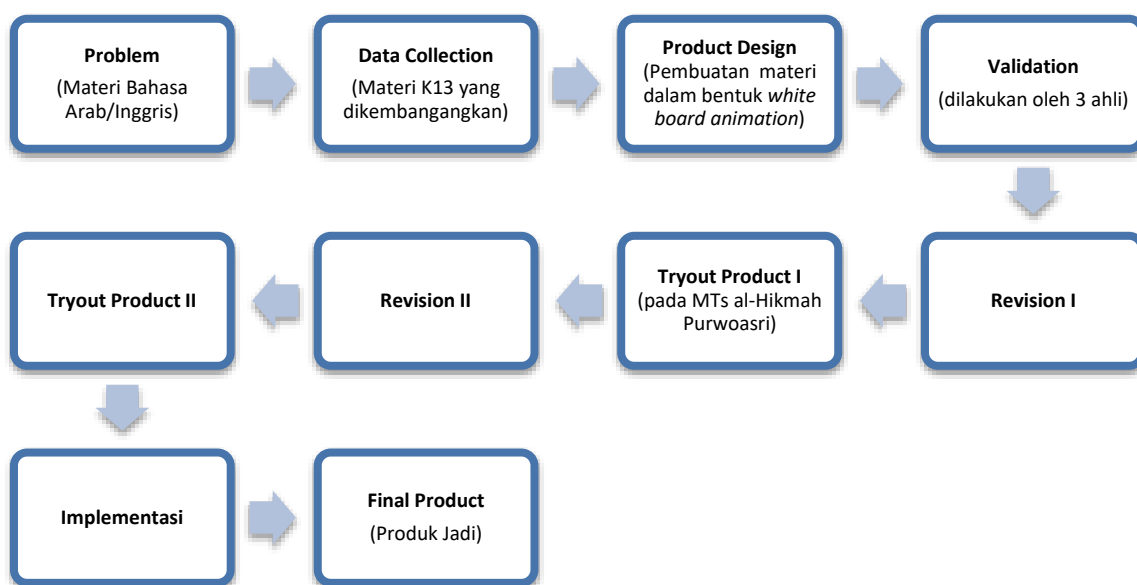 Problem
(Materi Bahasa
Arab/Inggris)
Data Collection
(Materi K13 yang
dikembangangkan)
Product Design
(Pembuatan materi
dalam bentuk white
board animation)
Validation
(dilakukan oleh 3 ahli)
Revision I
Tryout Product I
(pada MTs al-Hikmah
Purwoasri)
Revision II
Tryout Product II
Implementasi
Final Product
(Produk Jadi)